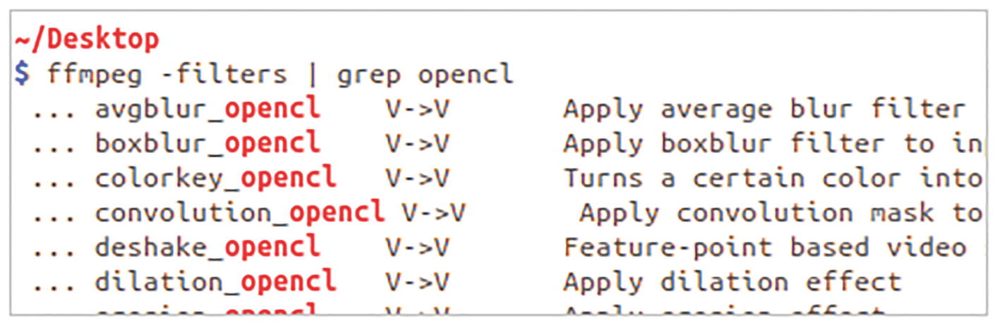 ~/Desktop
$ ffmpeg -filters | grep opencl
... avgblur_opencl    V->V       Apply average blur filter
... boxblur_opencl    V->V       Apply boxblur filter to in
... colorkey_opencl   V->V       Turns a certain color into
... convolution_opencl V->V       Apply convolution mask to
... deshake_opencl    V->V       Feature-point based video
... dilation_opencl   V->V       Apply dilation effect